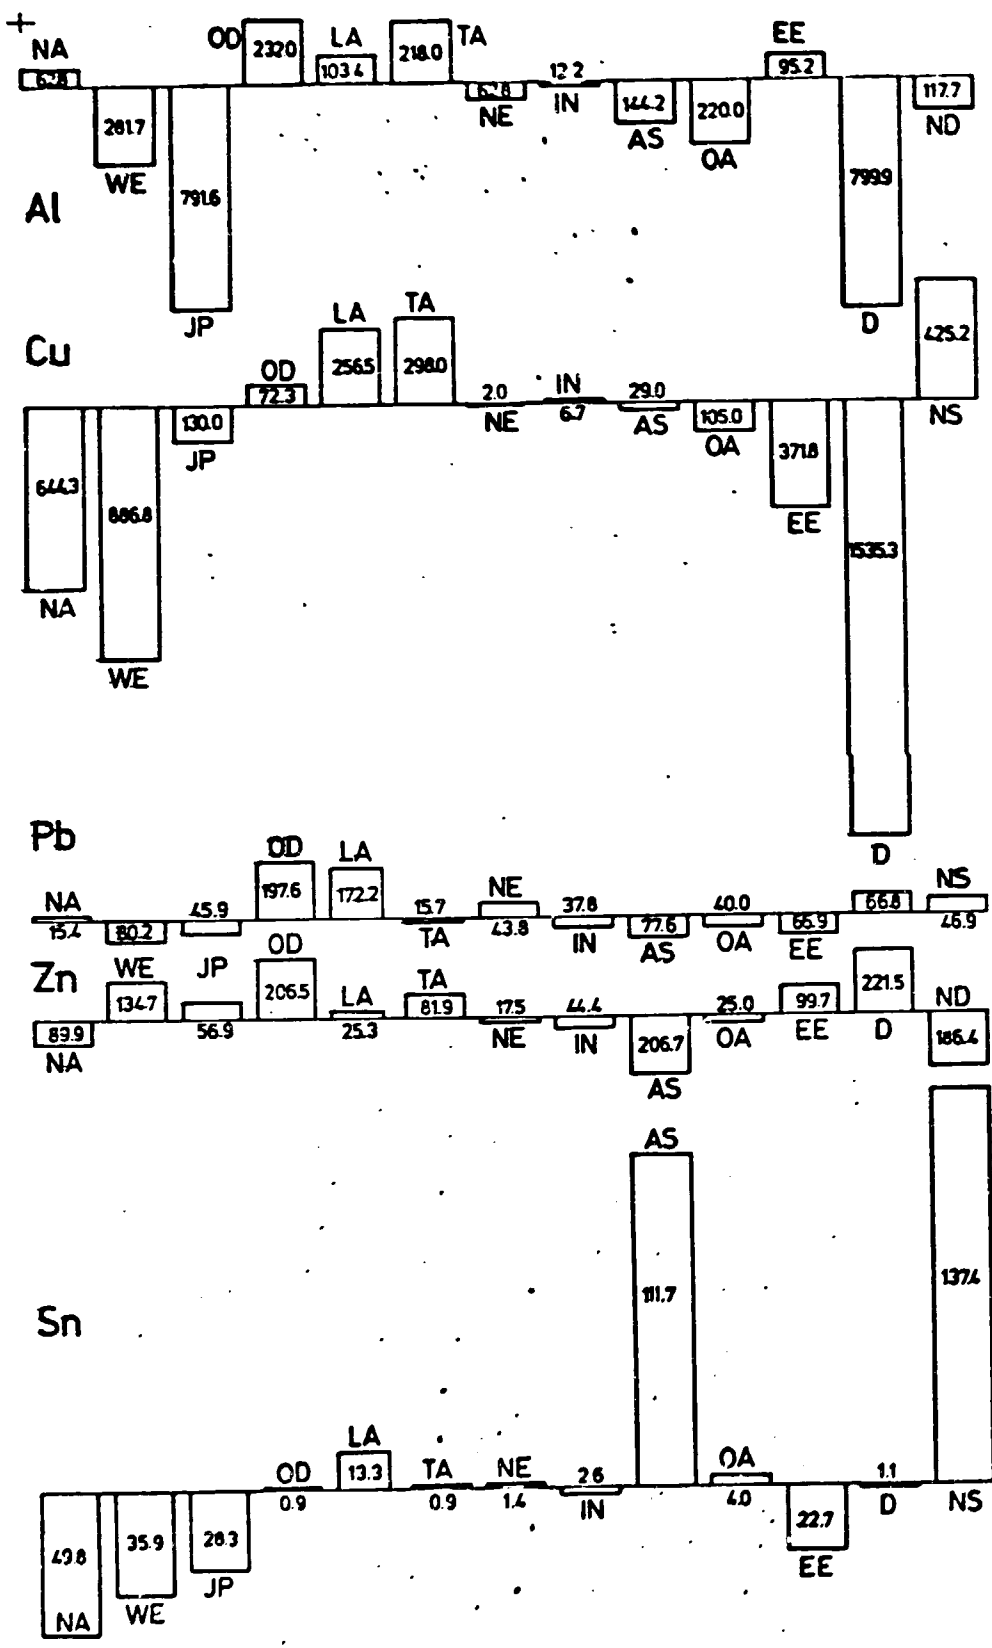 +
NA OD LA TA EE
62.8 232.0 103.4 218.0 62.8 12.2 95.2 117.7
NE IN 144.2 220.0 ND
281.7 AS OA
WE
Al 791.6 799.9
JP D
Cu LA TA 425.2
OD 256.5 298.0 IN
72.3 2.0 6.7 29.0 105.0 NS
130.0 NE AS OA
JP 371.8
644.3 886.8 EE
1535.3
NA
WE
Pb
OD LA D
NA 45.9 197.6 172.2 15.7 NE 37.8 40.0 66.8 NS
15.4 80.2 TA 43.8 IN 77.6 OA 66.9 46.9
WE JP OD AS EE
Zn 134.7 206.5 LA TA 17.5 44.4 25.0 99.7 221.5 ND
89.9 56.9 25.3 81.9 NE IN 206.7 OA EE D 186.4
NA AS
AS
111.7 137.4
Sn
LA
OD 13.3 TA NE 2.6 OA 1.1
0.9 0.9 1.4 IN 4.0 D NS
49.8 35.9 28.3 22.7
NA WE JP EE